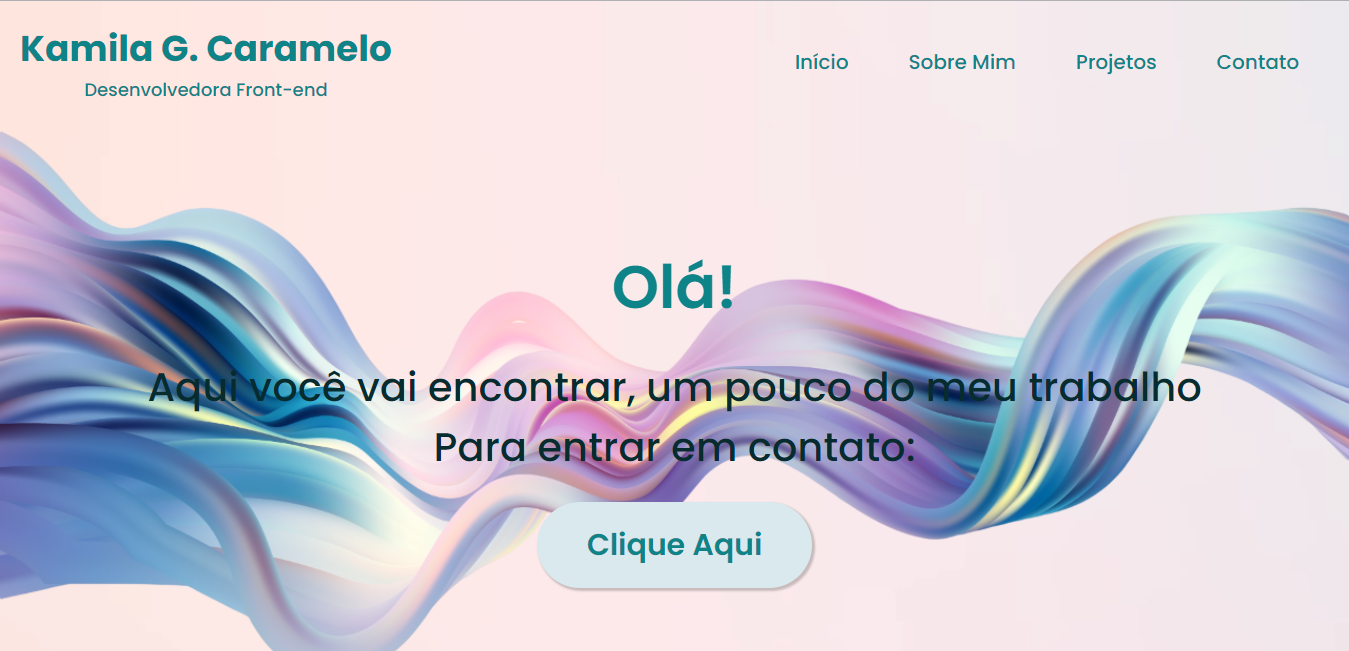 Kamila G. Caramelo
Desenvolvedora Front-end
Início
Sobre Mim
Projetos
Contato
Olá!
Aqui você vai encontrar, um pouco do meu trabalho
Para entrar em contato:
Clique Aqui